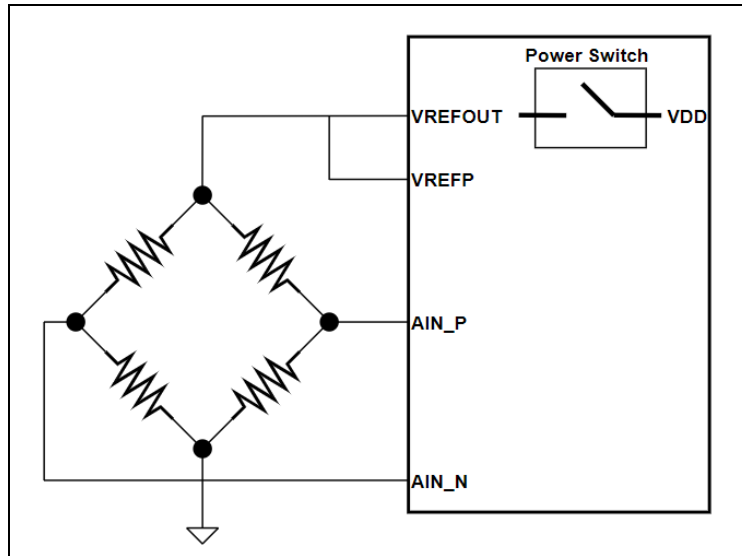 Power Switch
VREFOUT
VDD
VREFP
AIN_P
AIN_N